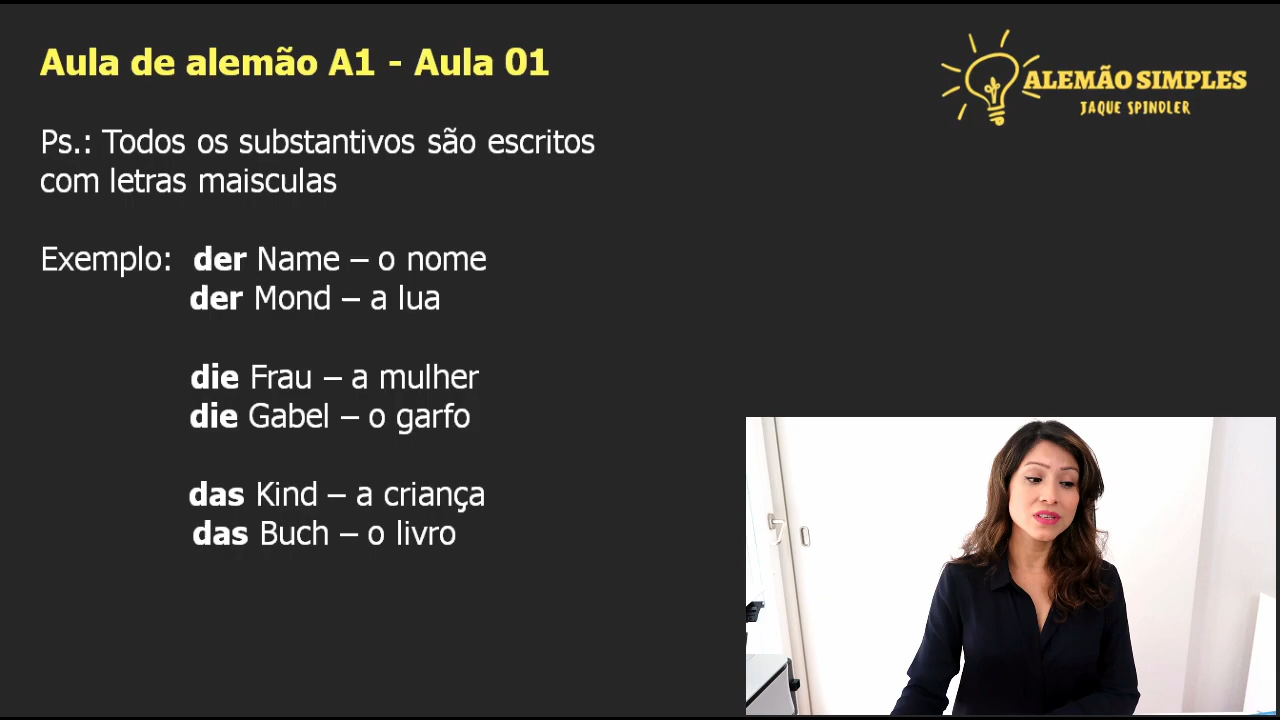 Aula de alemão A1 - Aula 01
ALEMÃO SIMPLES
JAQUE SPINDLER
Ps.: Todos os substantivos são escritos
com letras maisculas
Exemplo: der Name – o nome
der Mond – a lua
die Frau – a mulher
die Gabel – o garfo
das Kind – a criança
das Buch – o livro